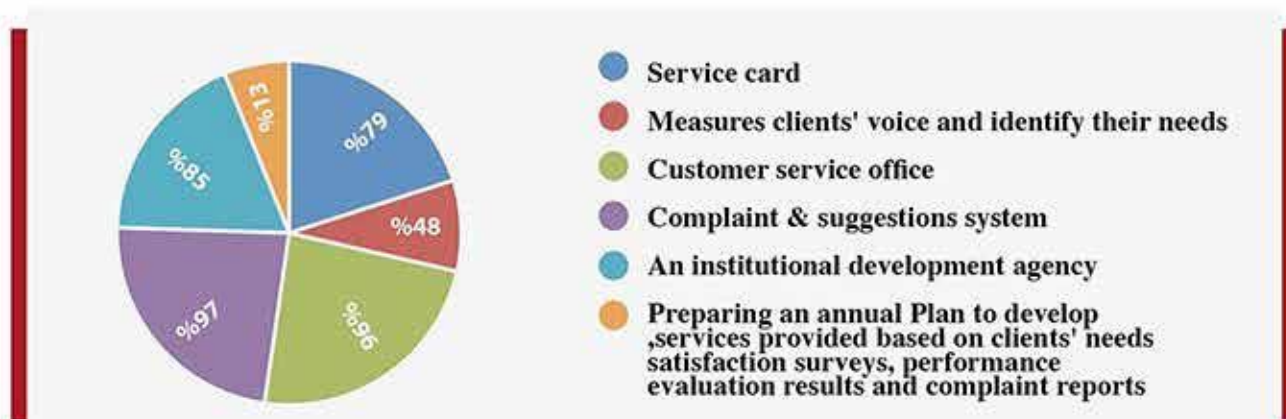 %79
%48
%96
%97
%85
%13
Service card
Measures clients' voice and identify their needs
Customer service office
Complaint & suggestions system
An institutional development agency
Preparing an annual Plan to develop
,services provided based on clients' needs
satisfaction surveys, performance
evaluation results and complaint reports